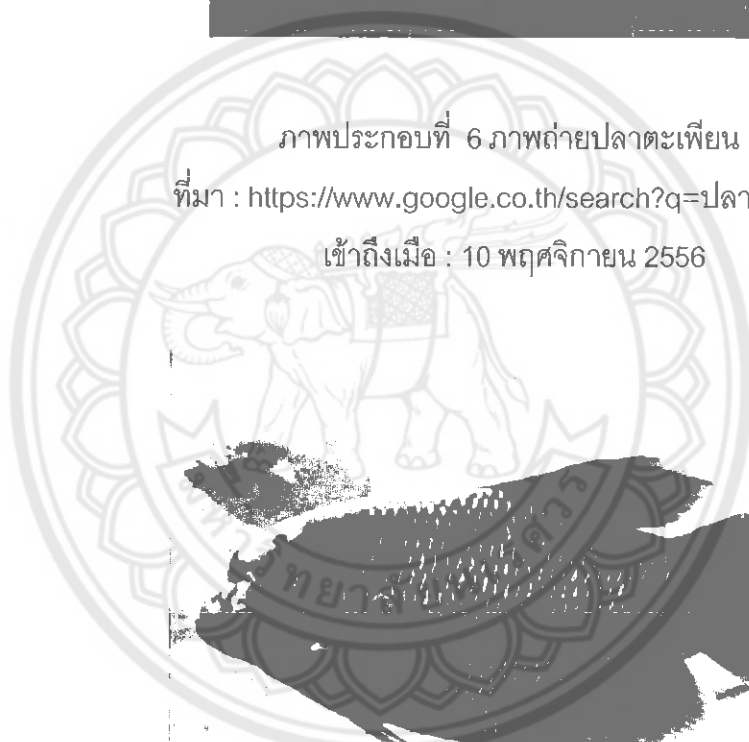 ภาพประกอบที่ 6 ภาพถ่ายปลาตะเพียน
ที่มา : https://www.google.co.th/search?q=ปลา
เข้าถึงเมื่อ : 10 พฤศจิกายน 2556